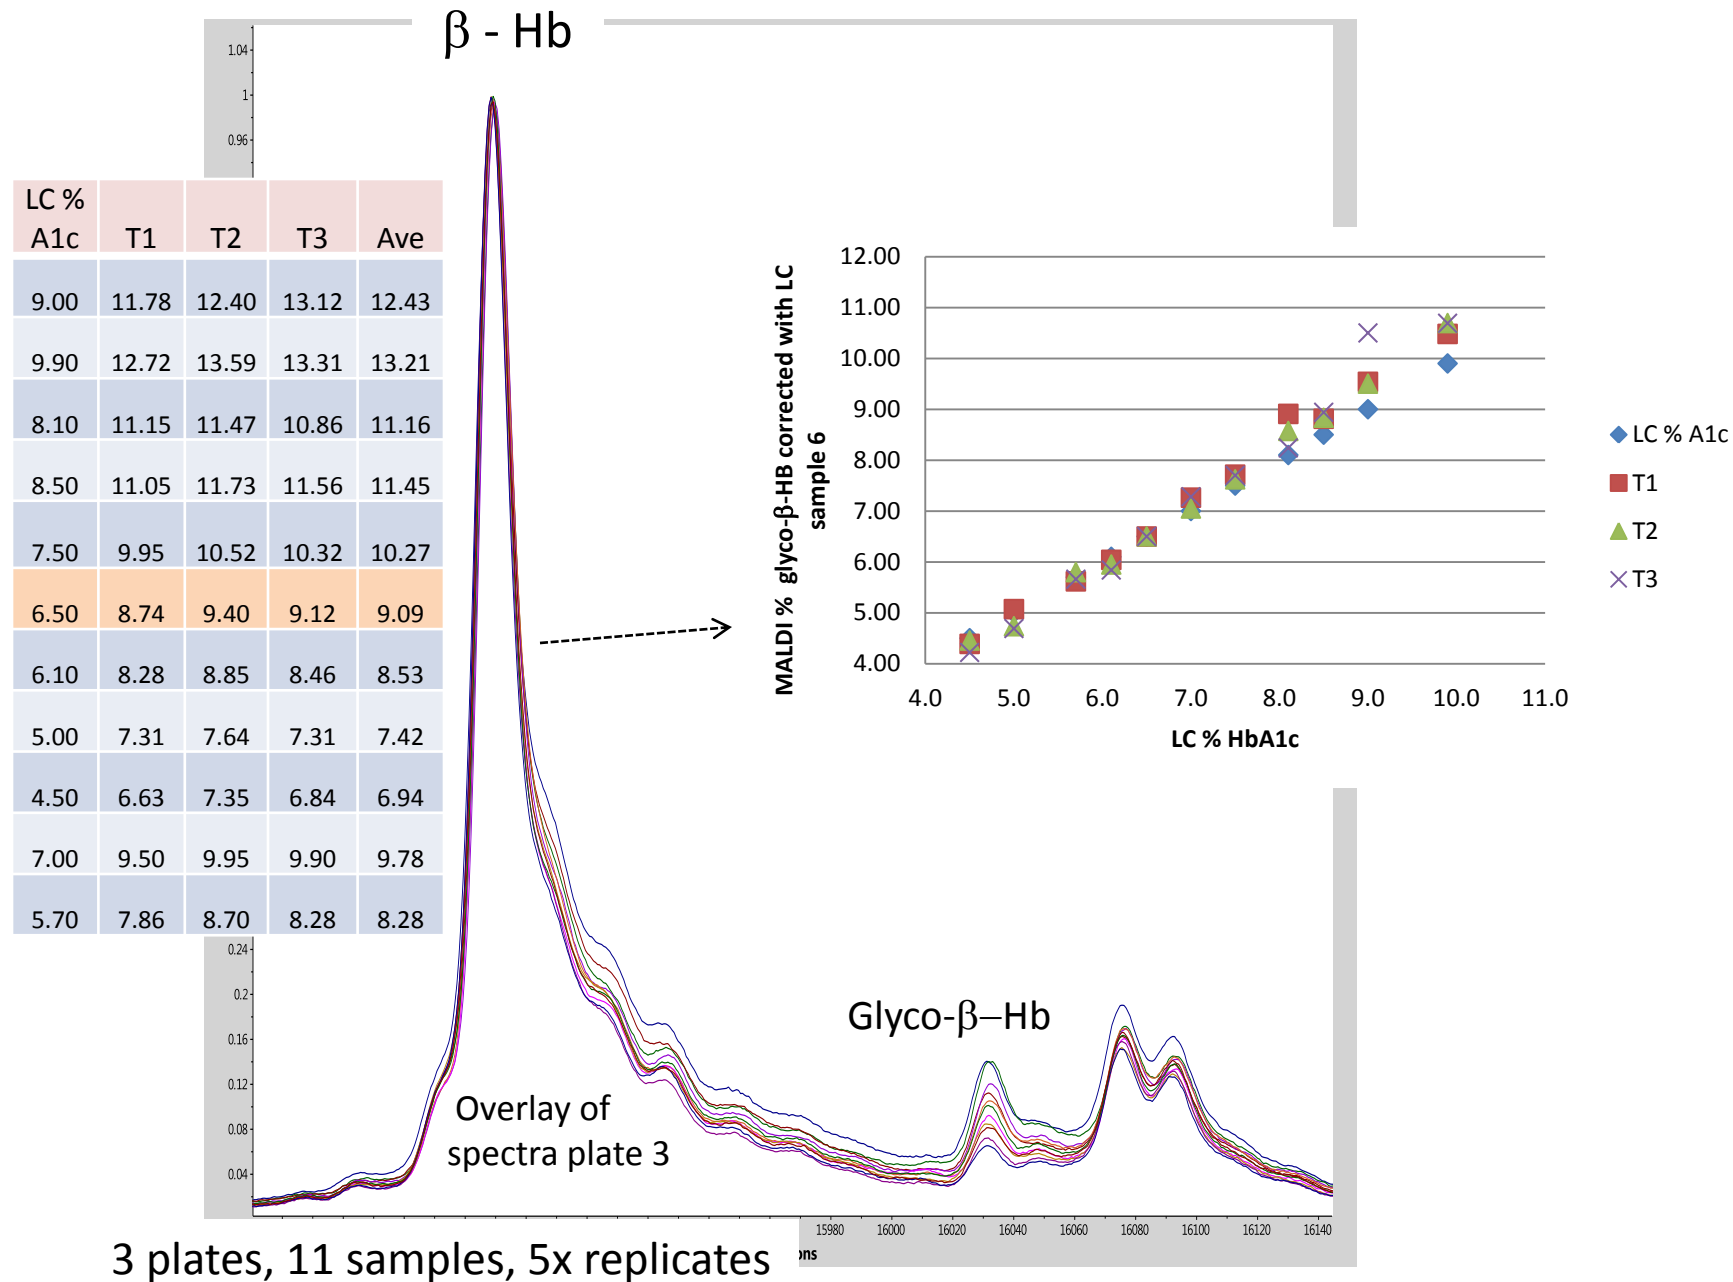 β - Hb
1.04
1
0.96
LC % A1c T1 T2 T3 Ave
9.00 11.78 12.40 13.12 12.43
9.90 12.72 13.59 13.31 13.21
8.10 11.15 11.47 10.86 11.16
8.50 11.05 11.73 11.56 11.45
7.50 9.95 10.52 10.32 10.27
6.50 8.74 9.40 9.12 9.09
6.10 8.28 8.85 8.46 8.53
5.00 7.31 7.64 7.31 7.42
4.50 6.63 7.35 6.84 6.94
7.00 9.50 9.95 9.90 9.78
5.70 7.86 8.70 8.28 8.28
MALDI % glyco-β-HB corrected with LC
sample 6
12.00
11.00
10.00
9.00
8.00
7.00
6.00
5.00
4.00
4.0 5.0 6.0 7.0 8.0 9.0 10.0 11.0
LC % HbA1c
LC % A1c
T1
T2
T3
0.24
0.2
0.16
0.12
0.08
0.04
Glyco-β–Hb
Overlay of
spectra plate 3
15980 16000 16020 16040 16060 16080 16100 16120 16140
ons
3 plates, 11 samples, 5x replicates